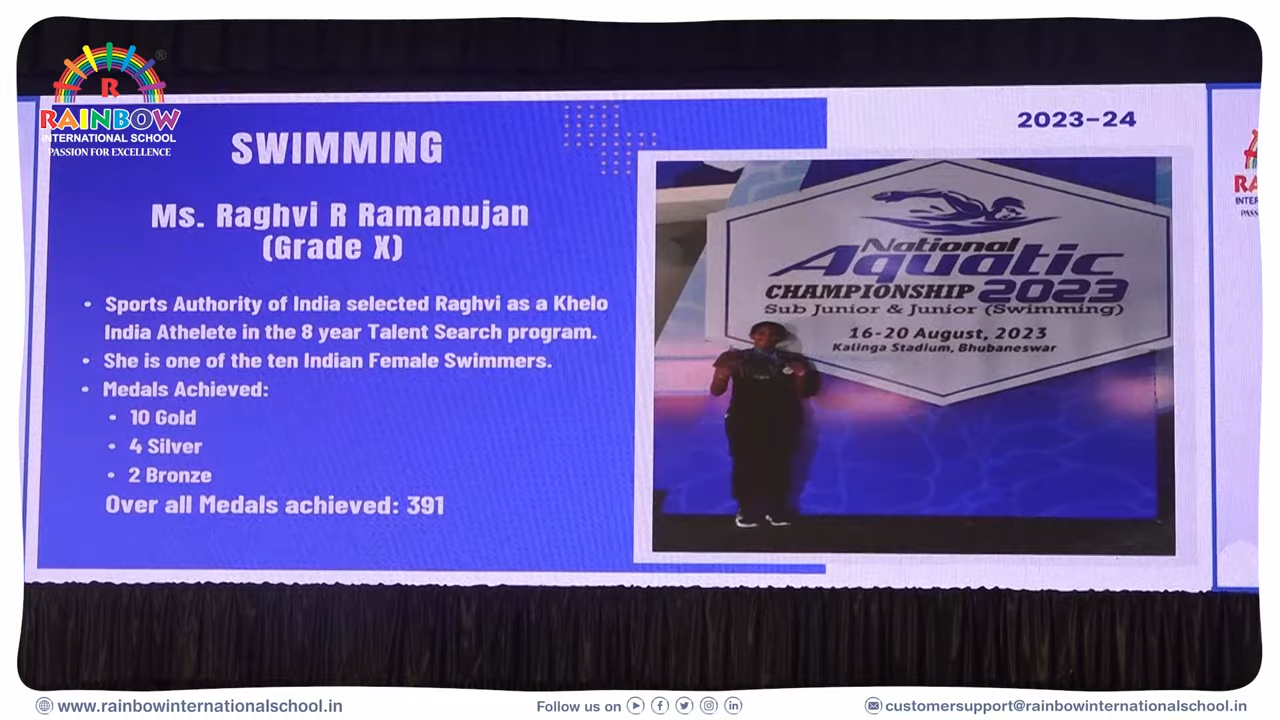 R
®
RAINBOW
INTERNATIONAL SCHOOL
PASSION FOR EXCELLENCE
SWIMMING
Ms. Raghvi R Ramanujan
(Grade X)
• Sports Authority of India selected Raghvi as a Khelo
India Athelete in the 8 year Talent Search program.
• She is one of the ten Indian Female Swimmers.
• Medals Achieved:
• 10 Gold
• 4 Silver
• 2 Bronze
Over all Medals achieved: 391
2023-24
National
Aquatic
CHAMPIONSHIP 2023
Sub Junior & Junior (Swimming)
16-20 August, 2023
Kalinga Stadium, Bhubaneswar
www.rainbowinternationalschool.in
Follow us on
customersupport@rainbowinternationalschool.in